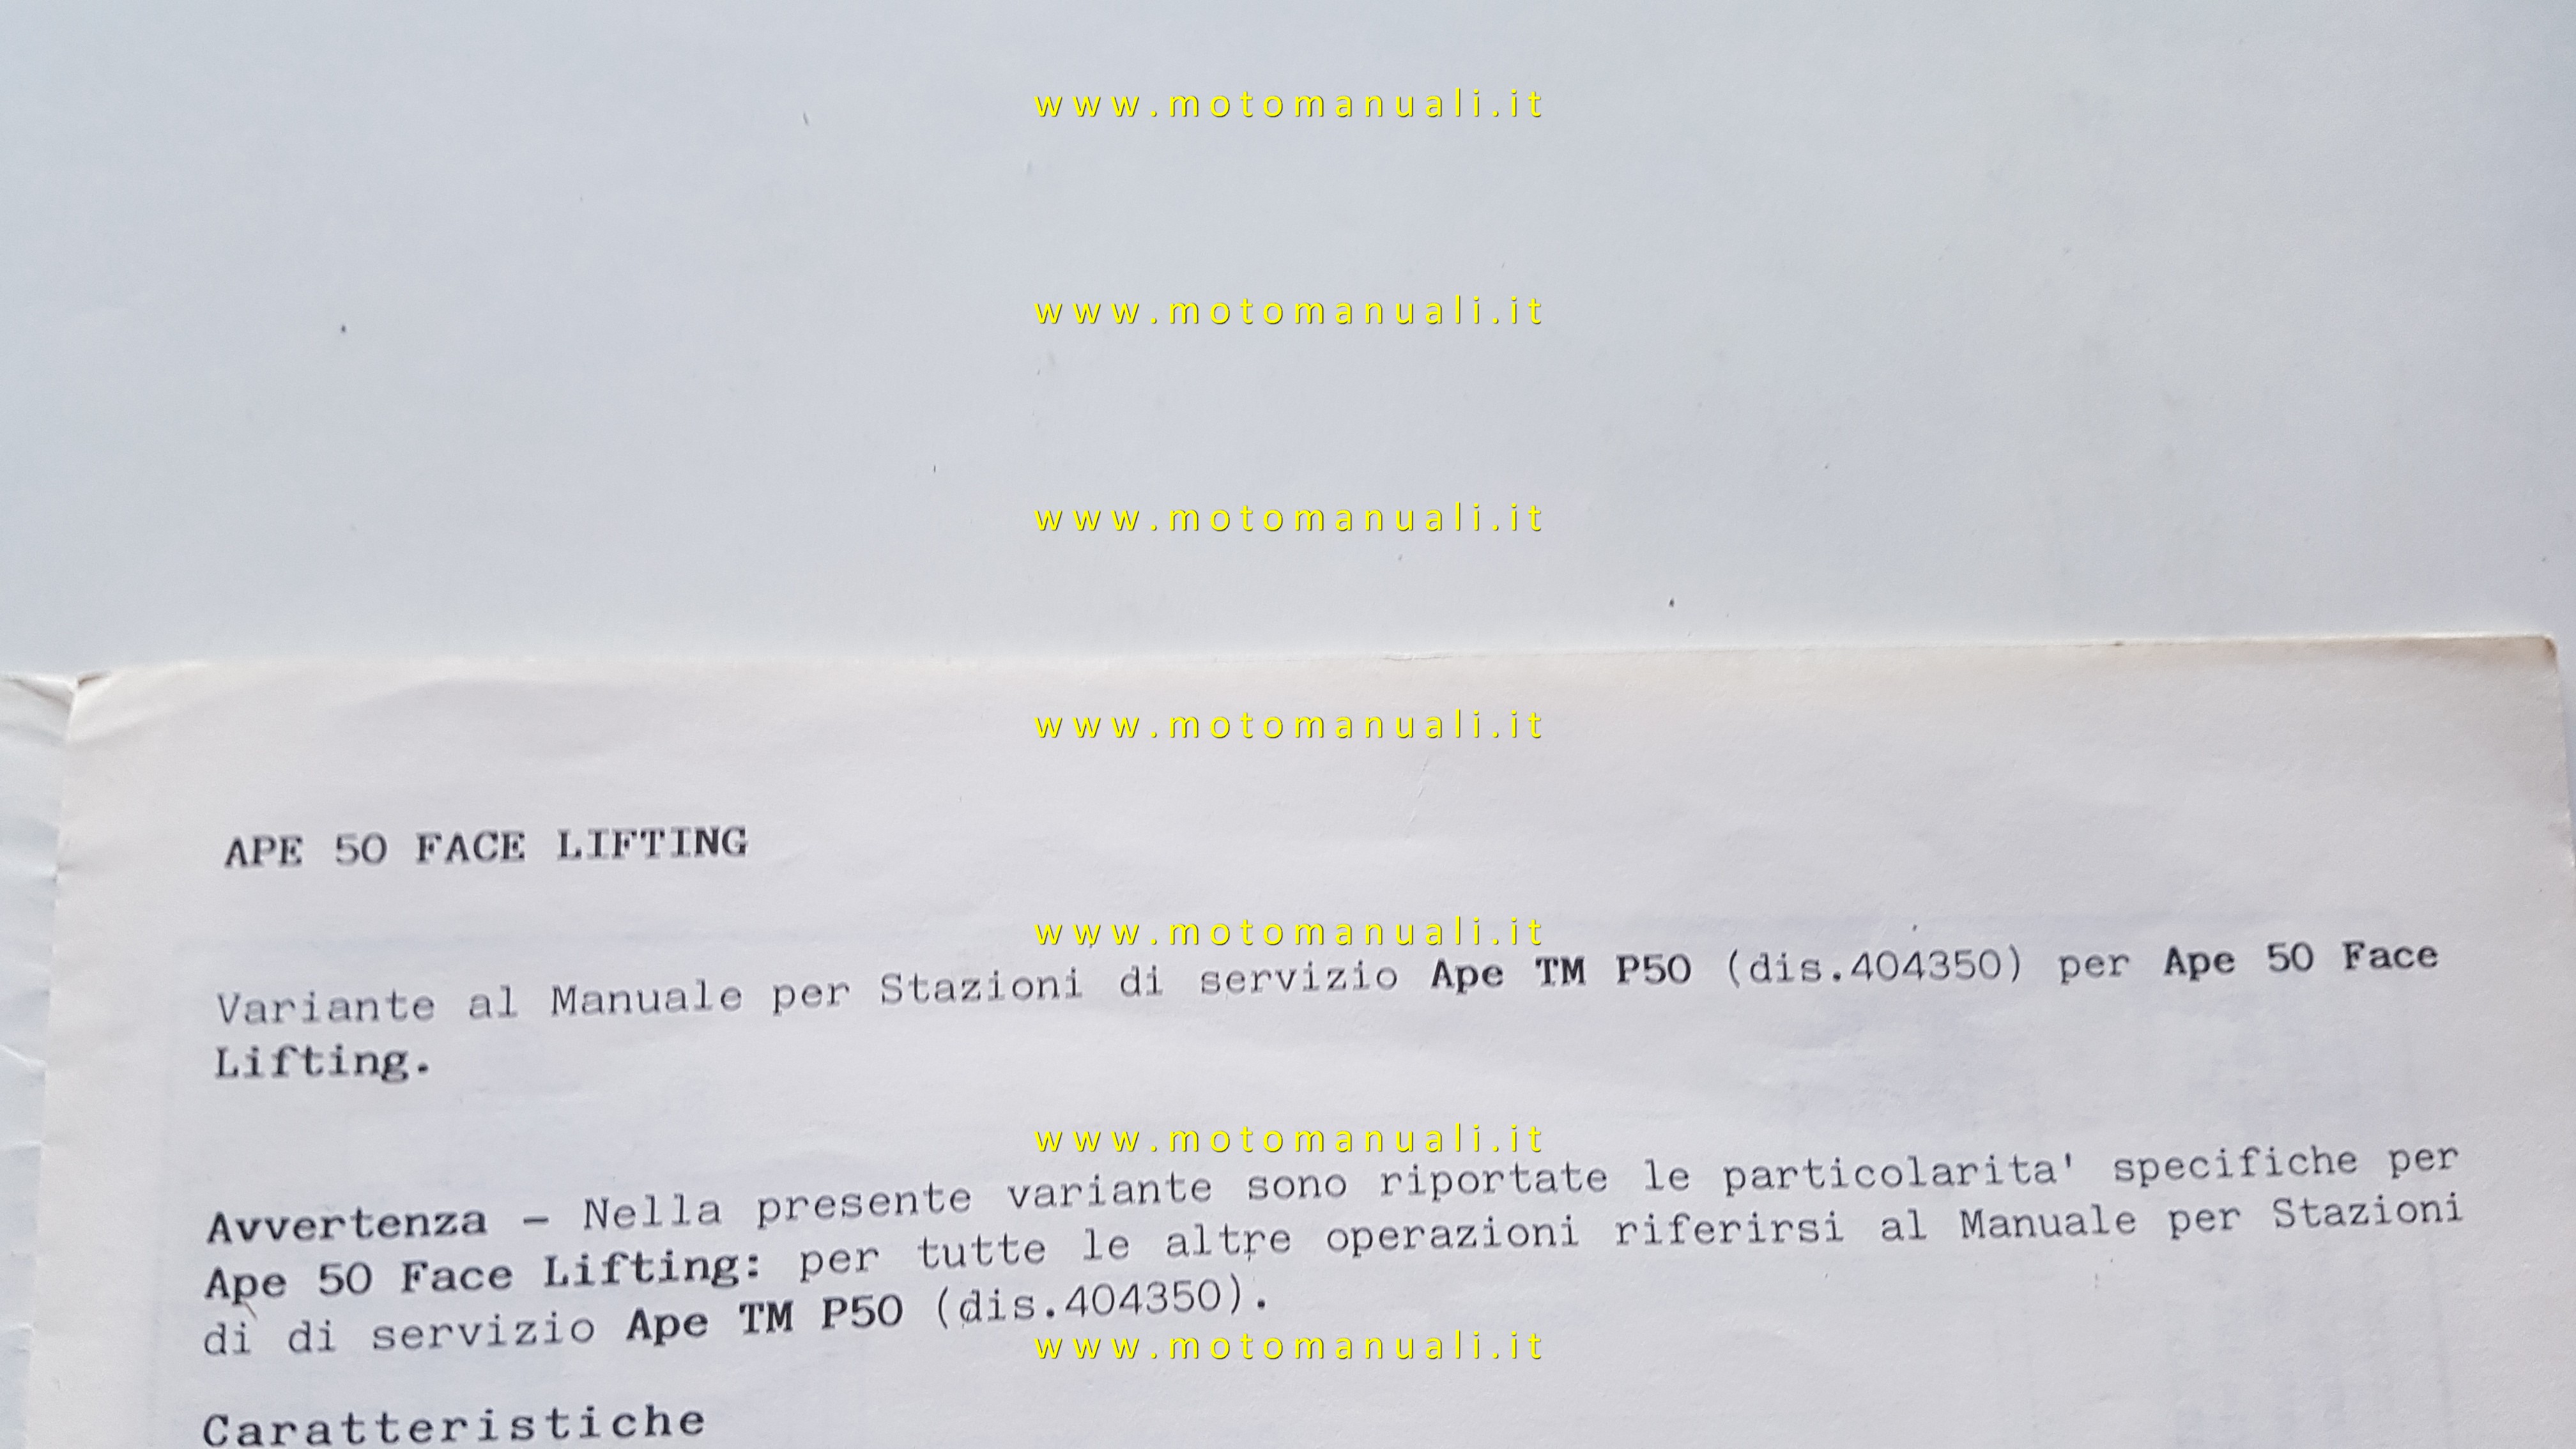 www.motomanuali.it
www.motomanuali.it
www.motomanuali.it
www.motomanuali.it
APE 50 FACE LIFTING
www.motomanuali.it
Variante al Manuale per Stazioni di servizio Ape TM P50 (dis.404350) per Ape 50 Face
Lifting.
www.motomanuali.it
Avvertenza - Nella presente variante sono riportate le particolarita' specifiche per
Ape 50 Face Lifting: per tutte le altre operazioni riferirsi al Manuale per Stazioni
di di servizio Ape TM P50 (dis.404350).
www.motomanuali.it
Caratteristiche